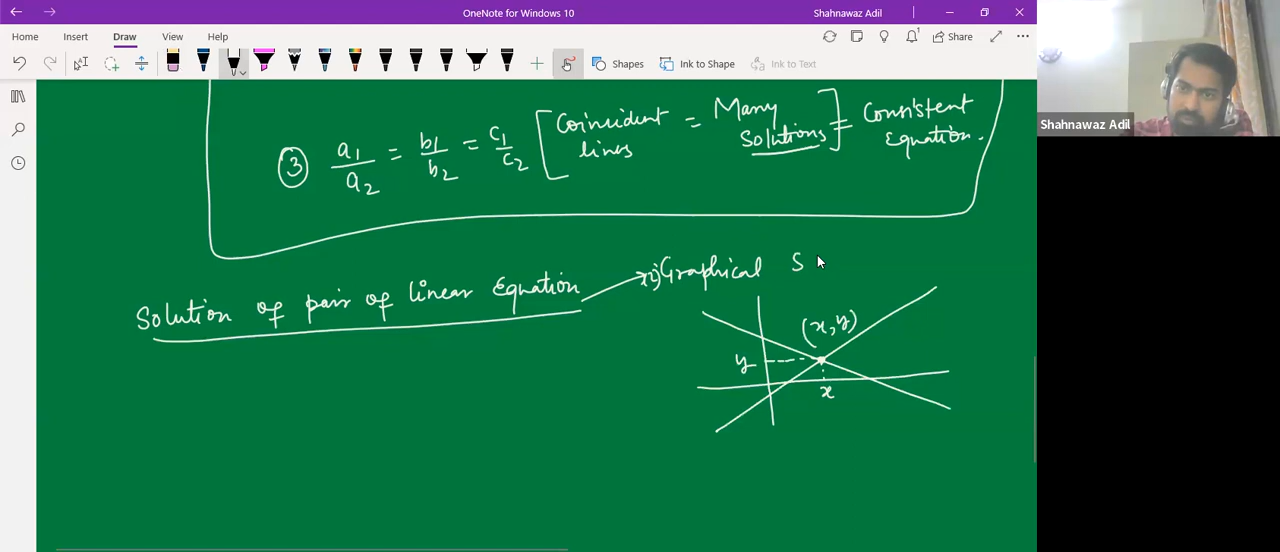 OneNote for Windows 10
Shahnawaz Adil
Home Insert Draw View Help
Share
Shapes
Ink to Shape
Ink to Text
Shahnawaz Adil
③ a₁/a₂ = b₁/b₂ = c₁/c₂ [Coincident lines = Many Solutions] = Consistent Equation.
Solution of pair of linear Equation
i) Graphical S
(x, y)
y
x